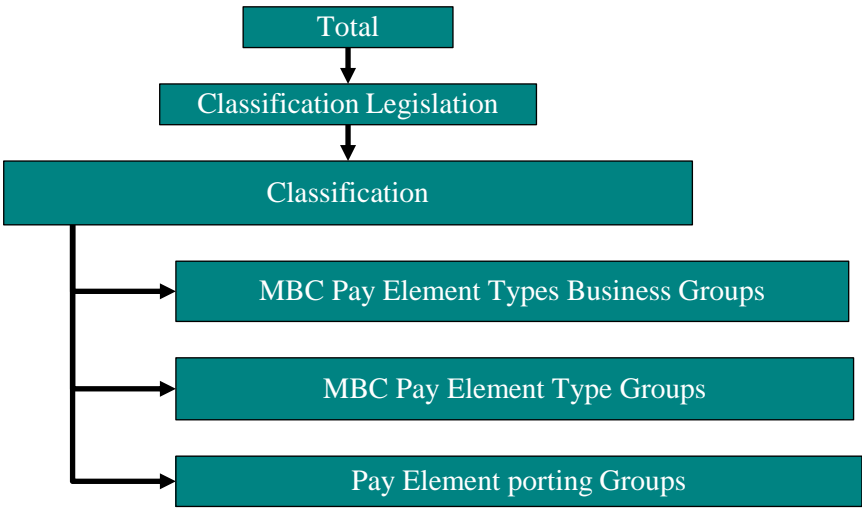 Total
Classification Legislation
Classification
MBC Pay Element Types Business Groups
MBC Pay Element Type Groups
Pay Element porting Groups